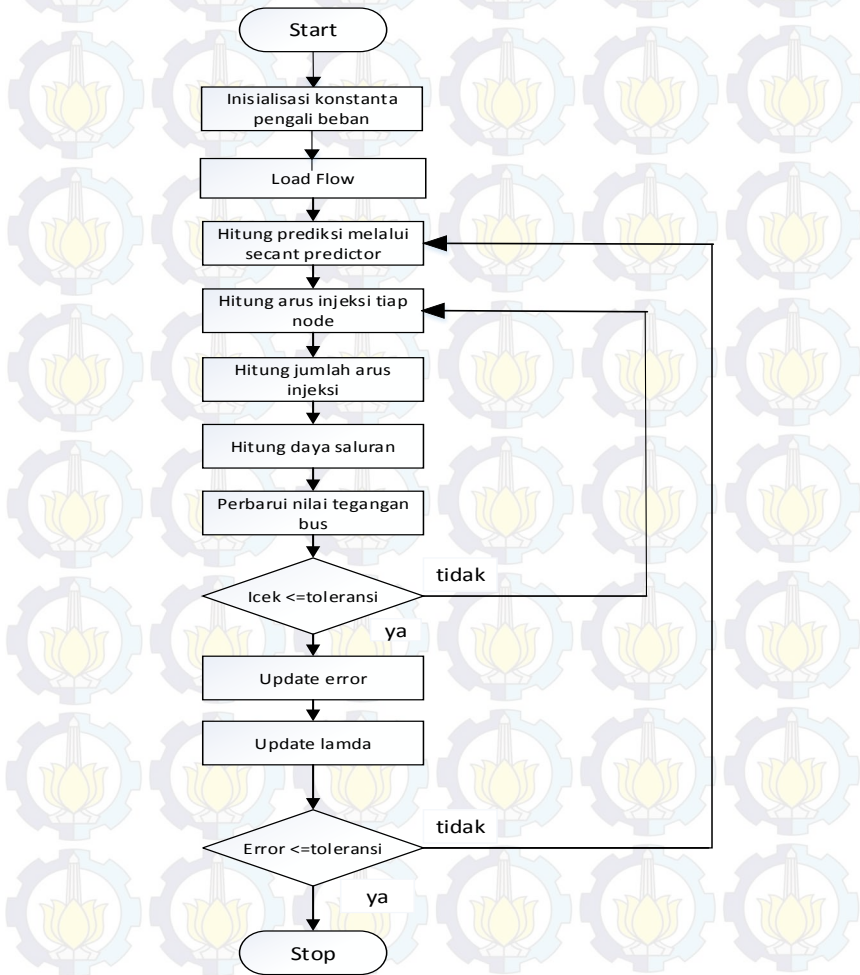 Start
Inisialisasi konstanta
pengali beban
Load Flow
Hitung prediksi melalui
secant predictor
Hitung arus injeksi tiap
node
Hitung jumlah arus
injeksi
Hitung daya saluran
Perbarui nilai tegangan
bus
Icek <=toleransi
tidak
ya
Update error
Update lamda
Error <=toleransi
tidak
ya
Stop